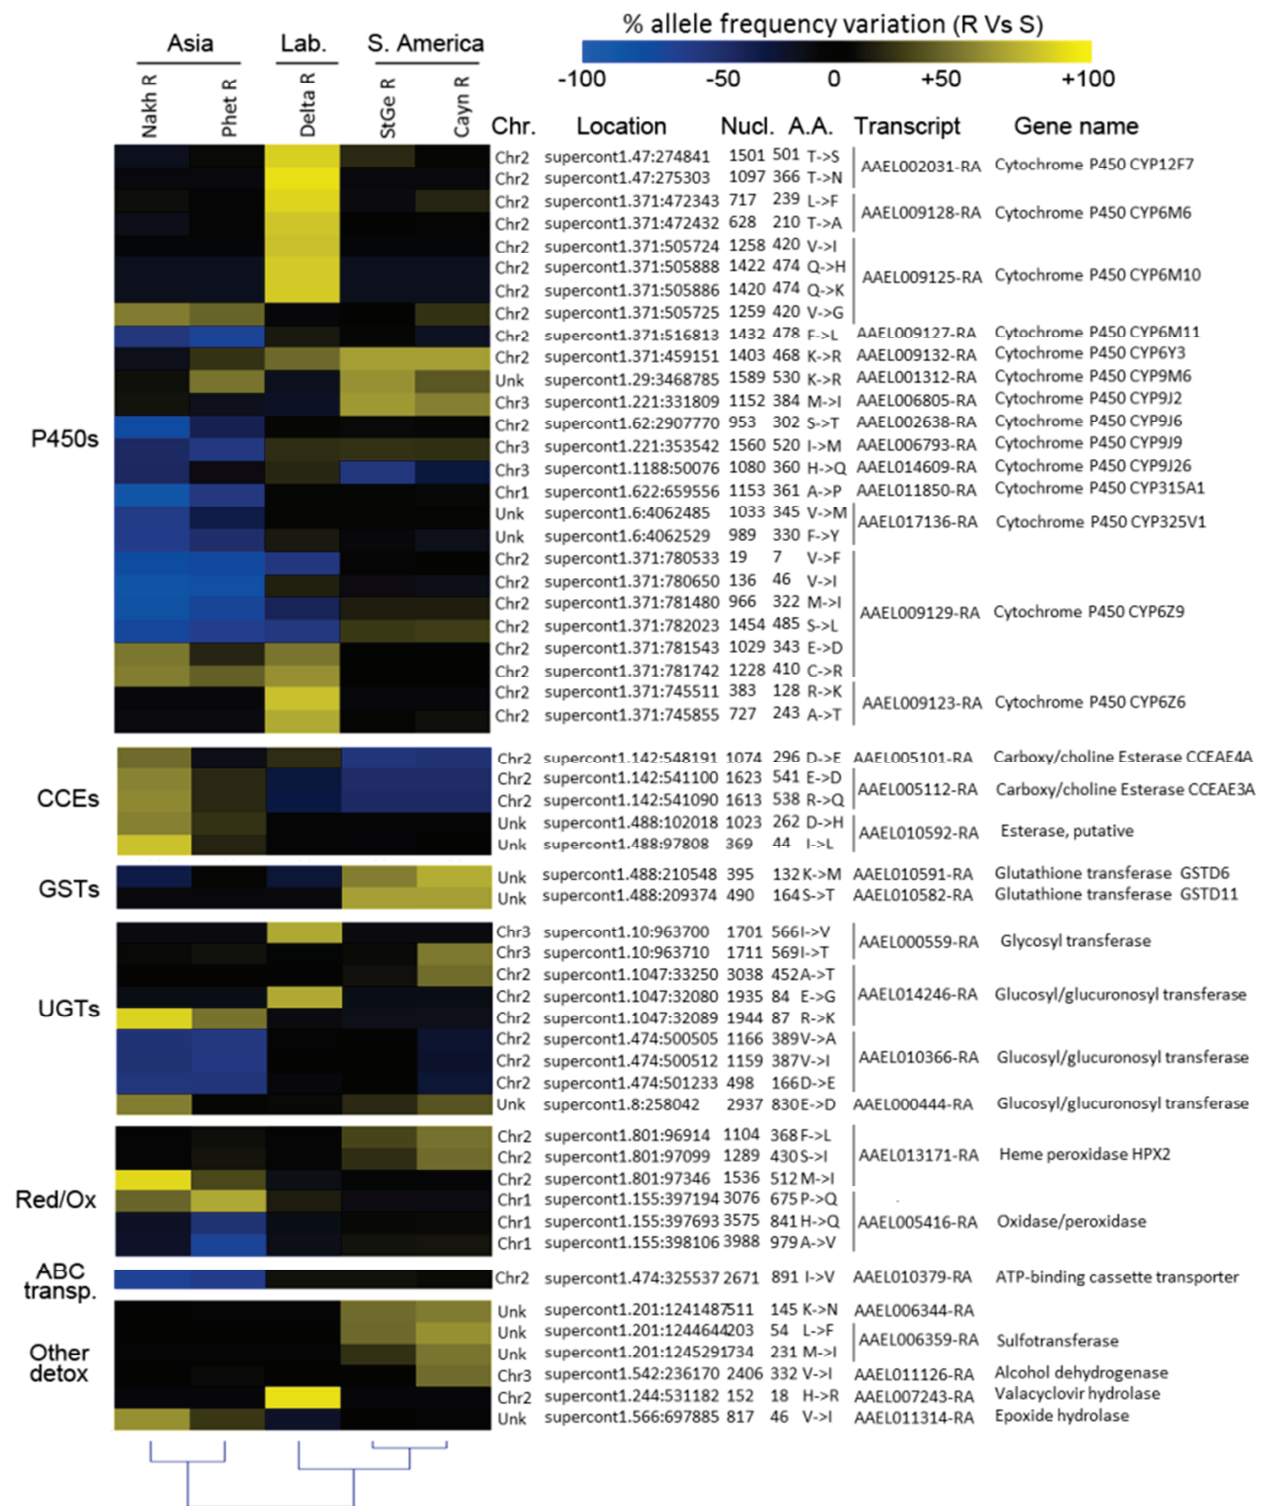 % allele frequency variation (R Vs S)
Asia Lab. S. America
-100 -50 0 +50 +100
Nakh R Phet R Delta R StGe R Cayn R
Chr. Location Nucl. A.A. Transcript Gene name
P450s
Chr2 supercont1.47:274841 1501 501 T->S AAEL002031-RA Cytochrome P450 CYP12F7
Chr2 supercont1.47:275303 1097 366 T->N
Chr2 supercont1.371:472343 717 239 L->F AAEL009128-RA Cytochrome P450 CYP6M6
Chr2 supercont1.371:472432 628 210 T->A
Chr2 supercont1.371:505724 1258 420 V->I AAEL009125-RA Cytochrome P450 CYP6M10
Chr2 supercont1.371:505888 1422 474 Q->H
Chr2 supercont1.371:505886 1420 474 Q->K
Chr2 supercont1.371:505725 1259 420 V->G
Chr2 supercont1.371:516813 1432 478 F->L AAEL009127-RA Cytochrome P450 CYP6M11
Chr2 supercont1.371:459151 1403 468 K->R AAEL009132-RA Cytochrome P450 CYP6Y3
Unk supercont1.29:3468785 1589 530 K->R AAEL001312-RA Cytochrome P450 CYP9M6
Chr3 supercont1.221:331809 1152 384 M->I AAEL006805-RA Cytochrome P450 CYP9J2
Chr2 supercont1.62:2907770 953 302 S->T AAEL002638-RA Cytochrome P450 CYP9J6
Chr3 supercont1.221:353542 1560 520 I->M AAEL006793-RA Cytochrome P450 CYP9J9
Chr3 supercont1.1188:50076 1080 360 H->Q AAEL014609-RA Cytochrome P450 CYP9J26
Chr1 supercont1.622:659556 1153 361 A->P AAEL011850-RA Cytochrome P450 CYP315A1
Unk supercont1.6:4062485 1033 345 V->M AAEL017136-RA Cytochrome P450 CYP325V1
Unk supercont1.6:4062529 989 330 F->Y
Chr2 supercont1.371:780533 19 7 V->F AAEL009129-RA Cytochrome P450 CYP6Z9
Chr2 supercont1.371:780650 136 46 V->I
Chr2 supercont1.371:781480 966 322 M->I
Chr2 supercont1.371:782023 1454 485 S->L
Chr2 supercont1.371:781543 1029 343 E->D
Chr2 supercont1.371:781742 1228 410 C->R
Chr2 supercont1.371:745511 383 128 R->K AAEL009123-RA Cytochrome P450 CYP6Z6
Chr2 supercont1.371:745855 727 243 A->T
CCEs
Chr2 supercont1.142:548191 1074 296 D->E AAEL005101-RA Carboxy/choline Esterase CCEAE4A
Chr2 supercont1.142:541100 1623 541 E->D AAEL005112-RA Carboxy/choline Esterase CCEAE3A
Chr2 supercont1.142:541090 1613 538 R->Q
Unk supercont1.488:102018 1023 262 D->H AAEL010592-RA Esterase, putative
Unk supercont1.488:97808 369 44 I->L
GSTs
Unk supercont1.488:210548 395 132 K->M AAEL010591-RA Glutathione transferase GSTD6
Unk supercont1.488:209374 490 164 S->T AAEL010582-RA Glutathione transferase GSTD11
UGTs
Chr3 supercont1.10:963700 1701 566 I->V AAEL000559-RA Glycosyl transferase
Chr3 supercont1.10:963710 1711 569 I->T
Chr2 supercont1.1047:33250 3038 452 A->T AAEL014246-RA Glucosyl/glucuronosyl transferase
Chr2 supercont1.1047:32080 1935 84 E->G
Chr2 supercont1.1047:32089 1944 87 R->K
Chr2 supercont1.474:500505 1166 389 V->A AAEL010366-RA Glucosyl/glucuronosyl transferase
Chr2 supercont1.474:500512 1159 387 V->I
Chr2 supercont1.474:501233 498 166 D->E
Unk supercont1.8:258042 2937 830 E->D AAEL000444-RA Glucosyl/glucuronosyl transferase
Red/Ox
Chr2 supercont1.801:96914 1104 368 F->L AAEL013171-RA Heme peroxidase HPX2
Chr2 supercont1.801:97099 1289 430 S->I
Chr2 supercont1.801:97346 1536 512 M->I
Chr1 supercont1.155:397194 3076 675 P->Q AAEL005416-RA Oxidase/peroxidase
Chr1 supercont1.155:397693 3575 841 H->Q
Chr1 supercont1.155:398106 3988 979 A->V
ABC
transp.
Chr2 supercont1.474:325537 2671 891 I->V AAEL010379-RA ATP-binding cassette transporter
Other
detox
Unk supercont1.201:1241487 511 145 K->N AAEL006344-RA
Unk supercont1.201:1244644 203 54 L->F AAEL006359-RA Sulfotransferase
Unk supercont1.201:1245291 734 231 M->I
Chr3 supercont1.542:236170 2406 332 V->I AAEL011126-RA Alcohol dehydrogenase
Chr2 supercont1.244:531182 152 18 H->R AAEL007243-RA Valacyclovir hydrolase
Unk supercont1.566:697885 817 46 V->I AAEL011314-RA Epoxide hydrolase